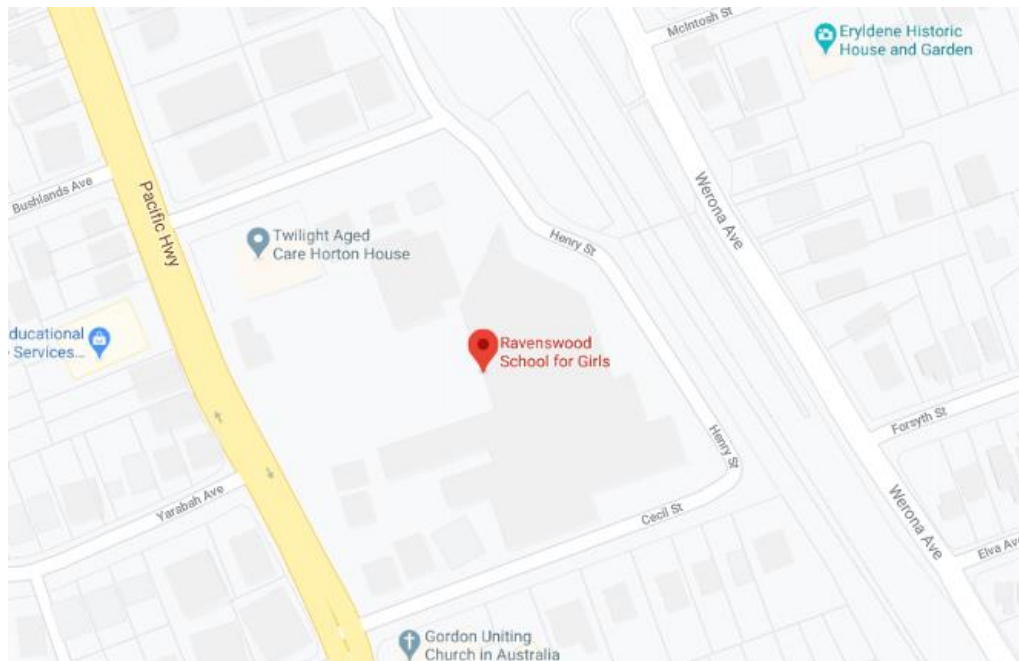 McIntosh St
Eryldene Historic
House and Garden
Bushlands Ave
Pacific Hwy
Werona Ave
Twilight Aged
Care Horton House
Henry St
ducational
Services...
Ravenswood
School for Girls
Forsyth St
Henry St
Yarabah Ave
Cecil St
Werona Ave
Elva Av
Gordon Uniting
Church in Australia